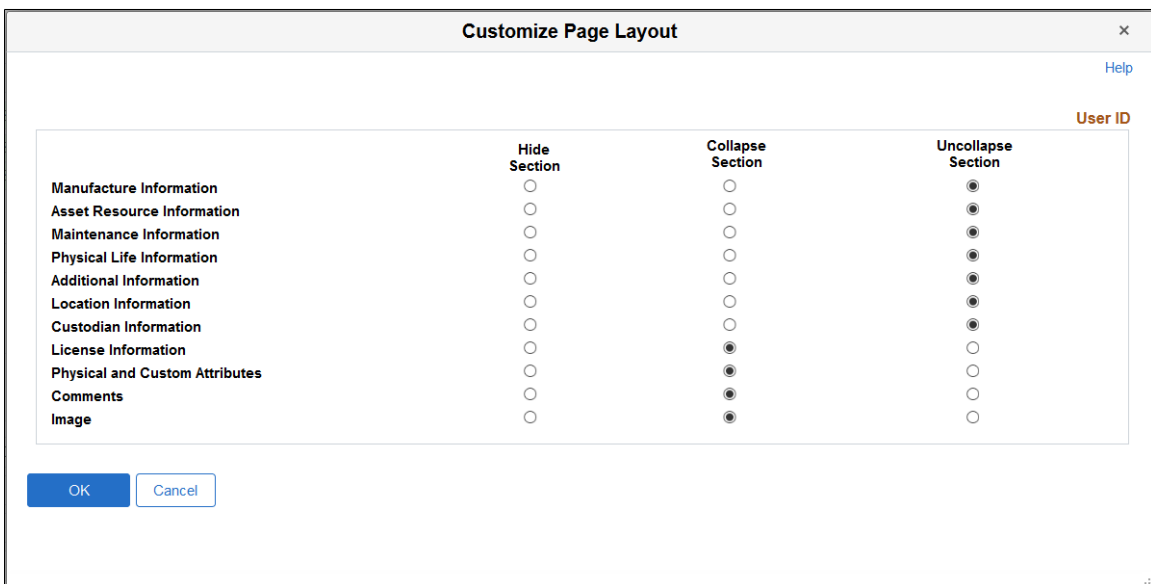 Customize Page Layout ×
Help
User ID
Hide Section Collapse Section Uncollapse Section
Manufacture Information
Asset Resource Information
Maintenance Information
Physical Life Information
Additional Information
Location Information
Custodian Information
License Information
Physical and Custom Attributes
Comments
Image
OK Cancel